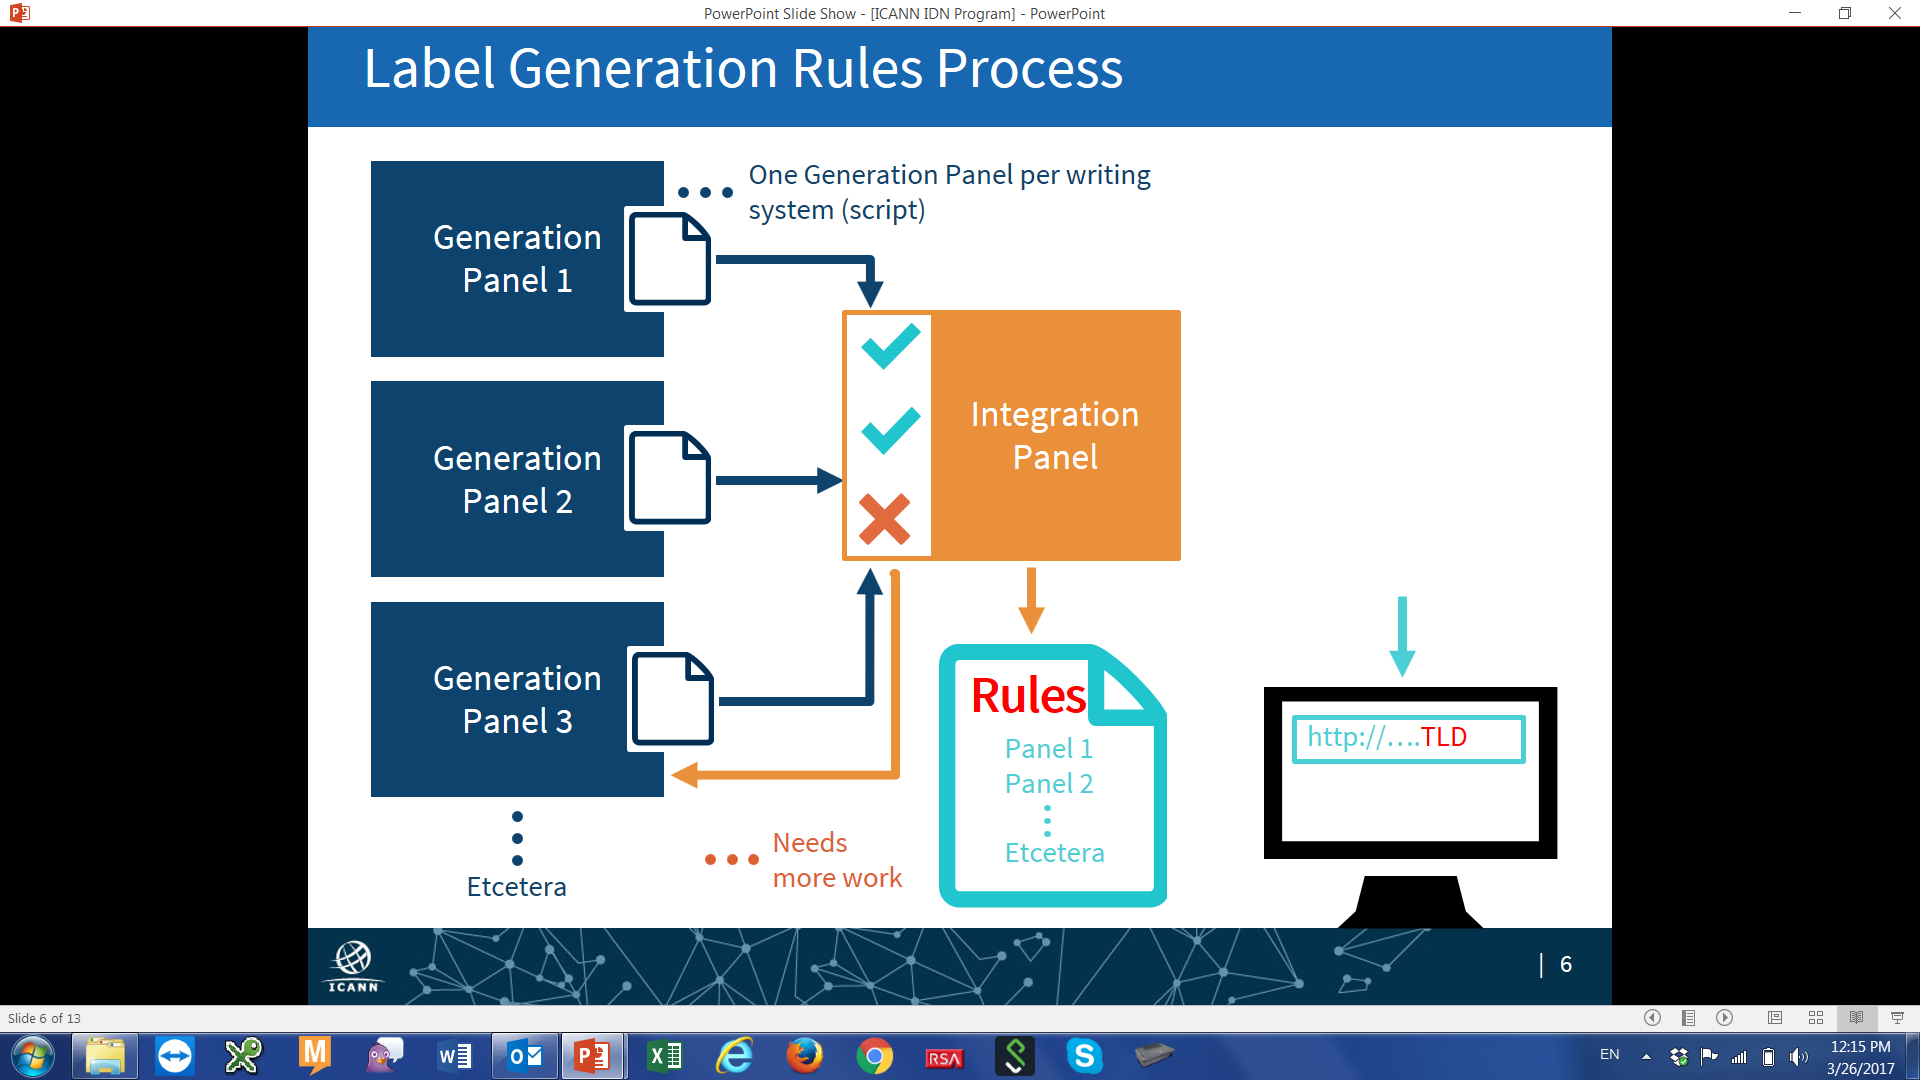 PowerPoint Slide Show - [ICANN IDN Program] - PowerPoint
Label Generation Rules Process
One Generation Panel per writing
system (script)
Generation
Panel 1
Generation
Panel 2
Generation
Panel 3
Etcetera
Integration
Panel
Needs
more work
Rules
Panel 1
Panel 2
Etcetera
http://....TLD
ICANN
| 6
Slide 6 of 13
RSA
EN
12:15 PM
3/26/2017